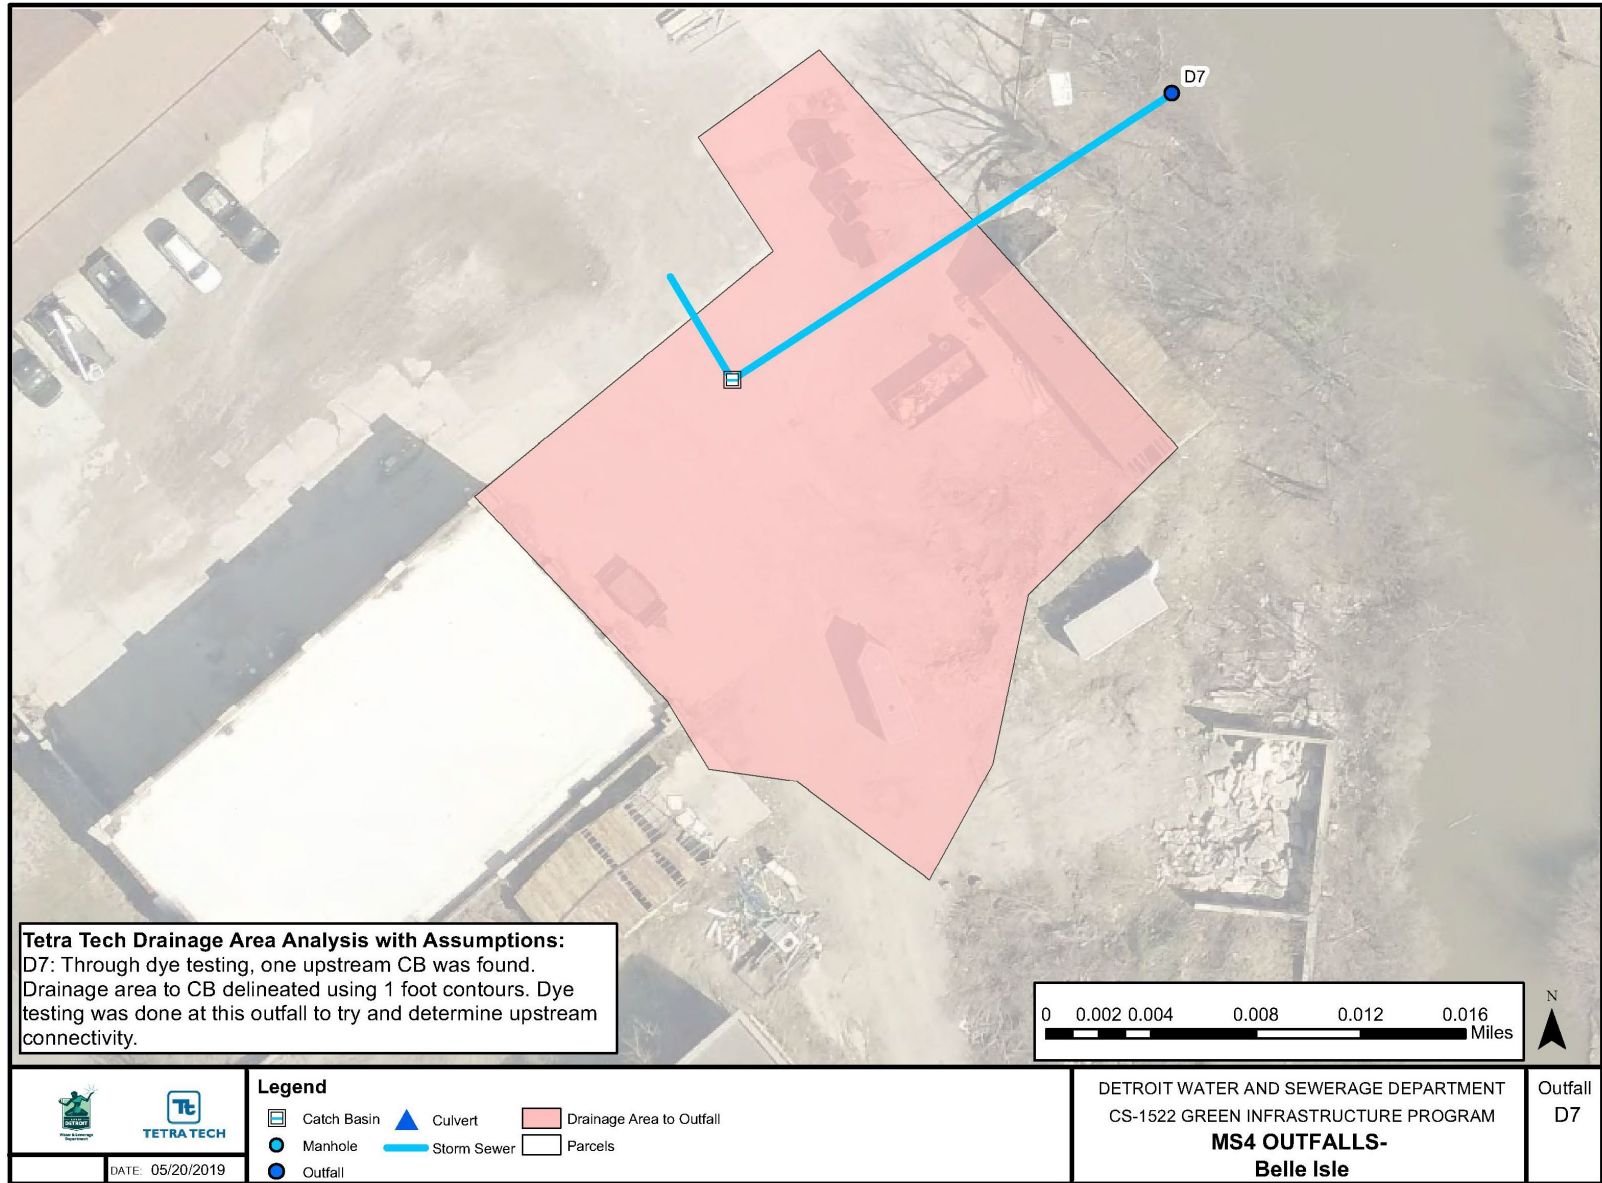 D7
Tetra Tech Drainage Area Analysis with Assumptions:
D7: Through dye testing, one upstream CB was found.
Drainage area to CB delineated using 1 foot contours. Dye
testing was done at this outfall to try and determine upstream
connectivity.
0 0.002 0.004 0.008 0.012 0.016
Miles
N
DETROIT
TETRA TECH
Tt
DATE: 05/20/2019
Legend
Catch Basin
Manhole
Outfall
Culvert
Storm Sewer
Drainage Area to Outfall
Parcels
DETROIT WATER AND SEWERAGE DEPARTMENT
CS-1522 GREEN INFRASTRUCTURE PROGRAM
MS4 OUTFALLS-
Belle Isle
Outfall
D7